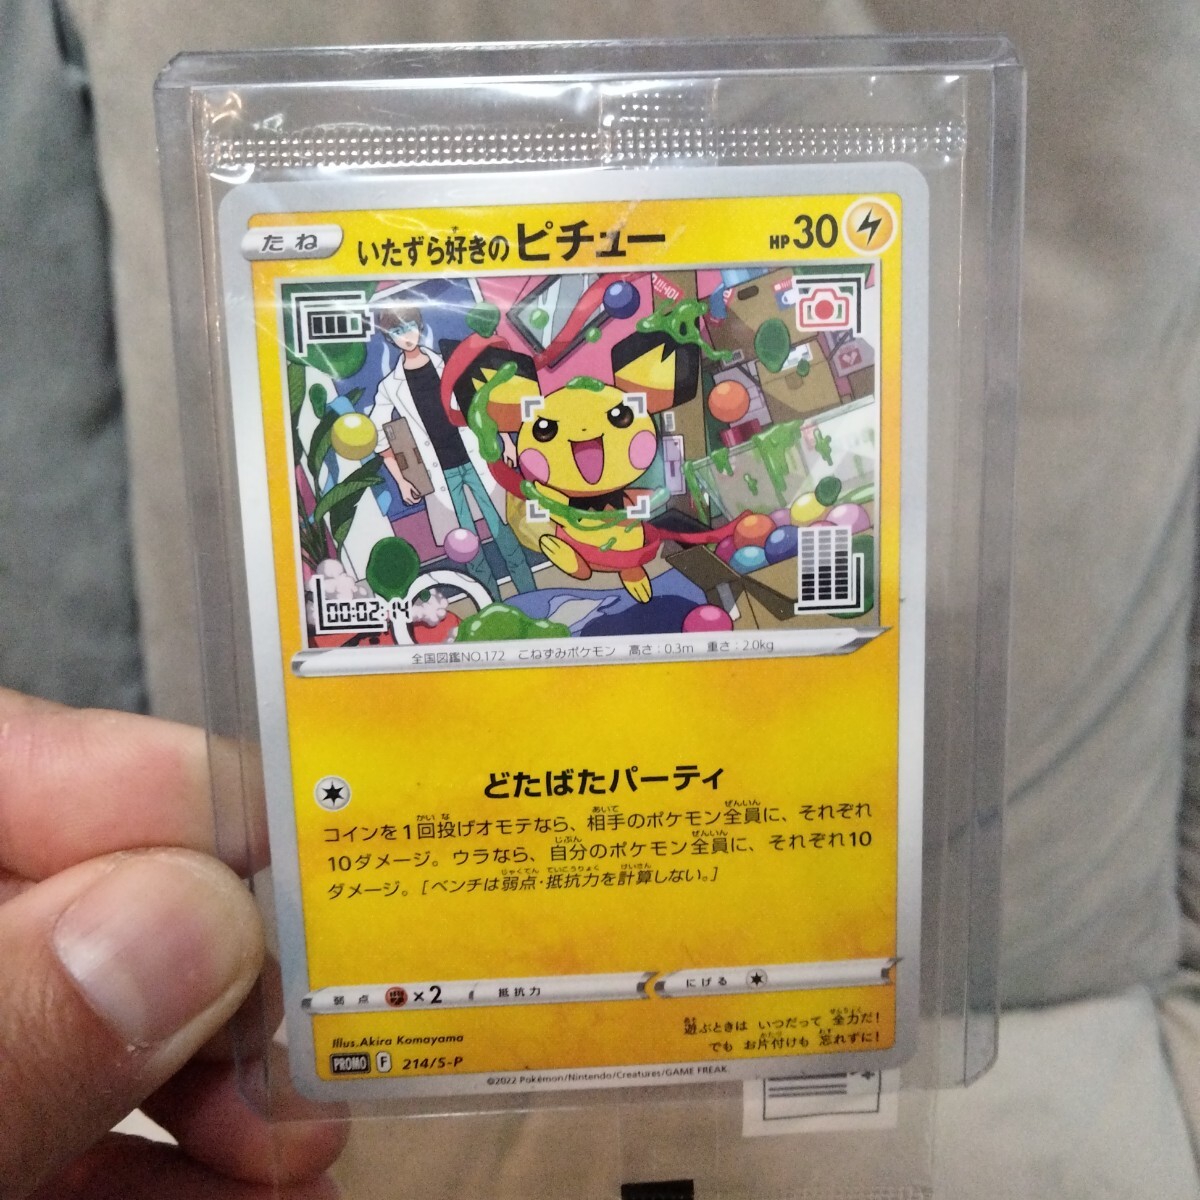 たね
いたずら好きのピチュー
HP30
00:02:14
全国図鑑NO.172 こねずみポケモン 高さ:0.3m 重さ:2.0kg
どたばたパーティ
コインを1回投げオモテなら、相手のポケモン全員に、それぞれ
10ダメージ。ウラなら、自分のポケモン全員に、それぞれ10
ダメージ。[ベンチは弱点・抵抗力を計算しない。]
弱点 ×2 抵抗力 にげる
Illus.Akira Komayama
PROMO F 214/S-P
遊ぶときは いつだって 全力だ!
でも お片付けも 忘れずに!
©2022 Pokémon/Nintendo/Creatures/GAME FREAK.